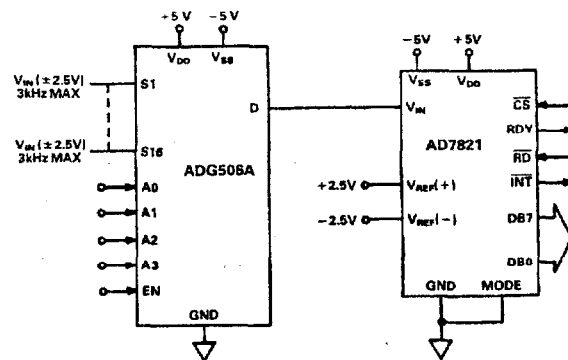 +5V -5V
VDD VSS
VIN (±2.5V)
3kHz MAX
S1
VIN (±2.5V)
3kHz MAX
S16
D
ADG506A
A0
A1
A2
A3
EN
GND
-5V +5V
VSS VDD
VIN
AD7821
CS
RDY
RD
INT
+2.5V VREF(+)
-2.5V VREF(-)
DB7
DB0
GND MODE